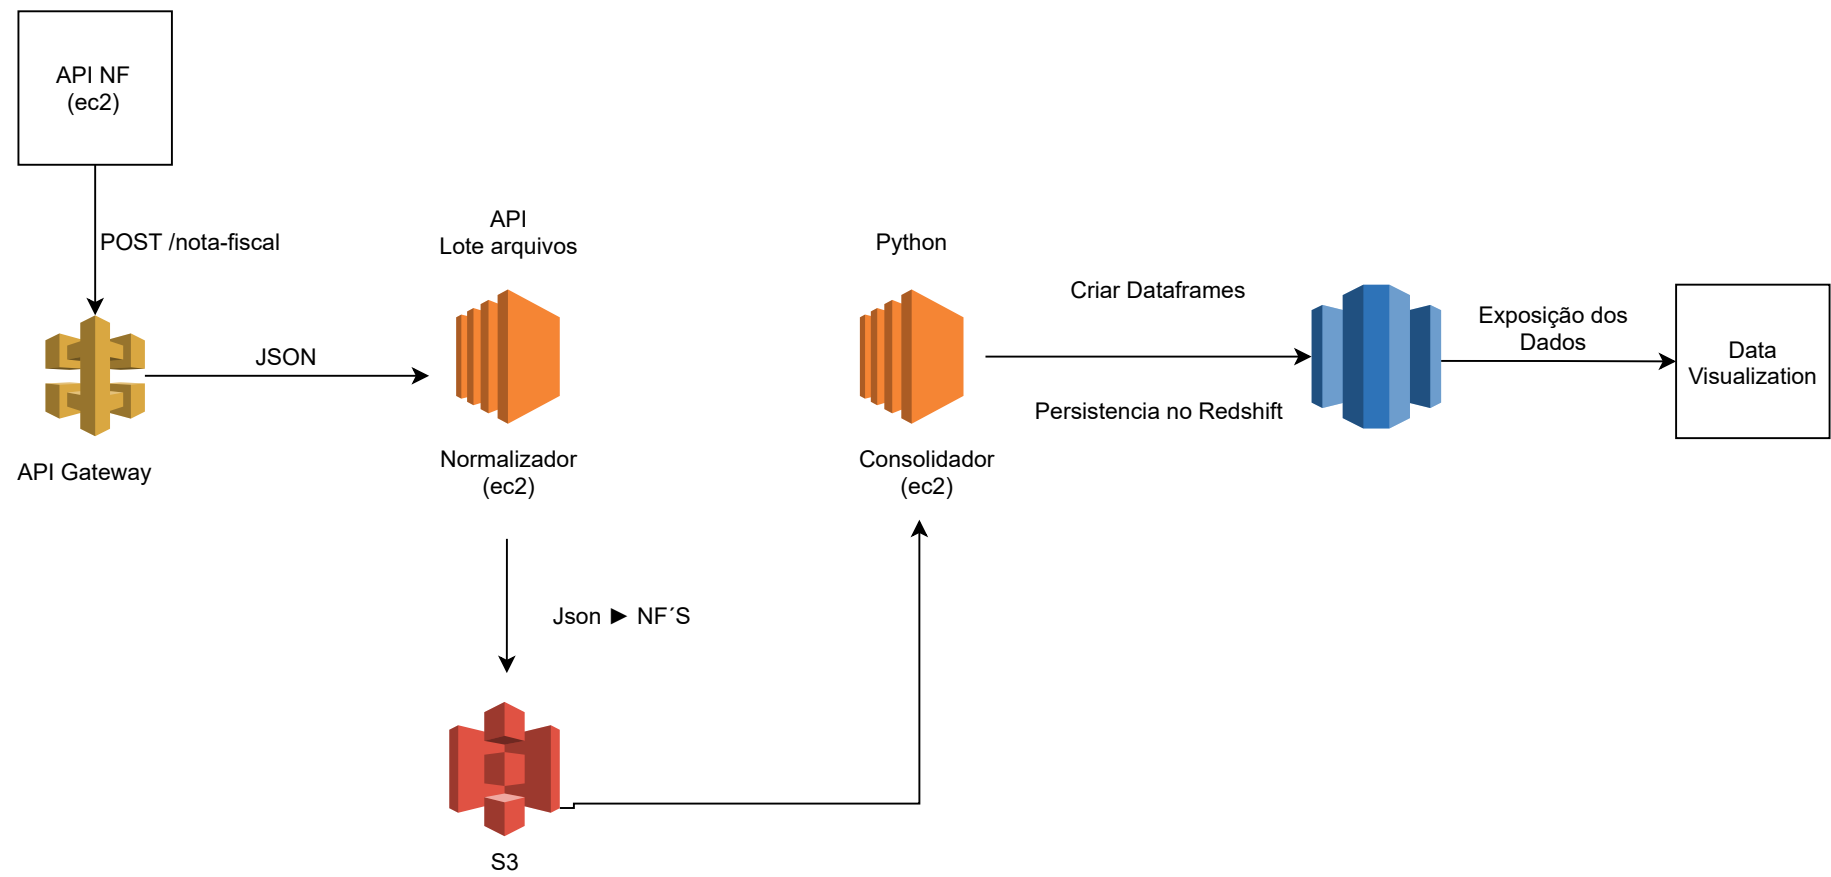 API NF
(ec2)
POST /nota-fiscal
API Gateway
JSON
API
Lote arquivos
Normalizador
(ec2)
Json ► NF´S
S3
Python
Consolidador
(ec2)
Criar Dataframes
Persistencia no Redshift
Exposição dos
Dados
Data
Visualization